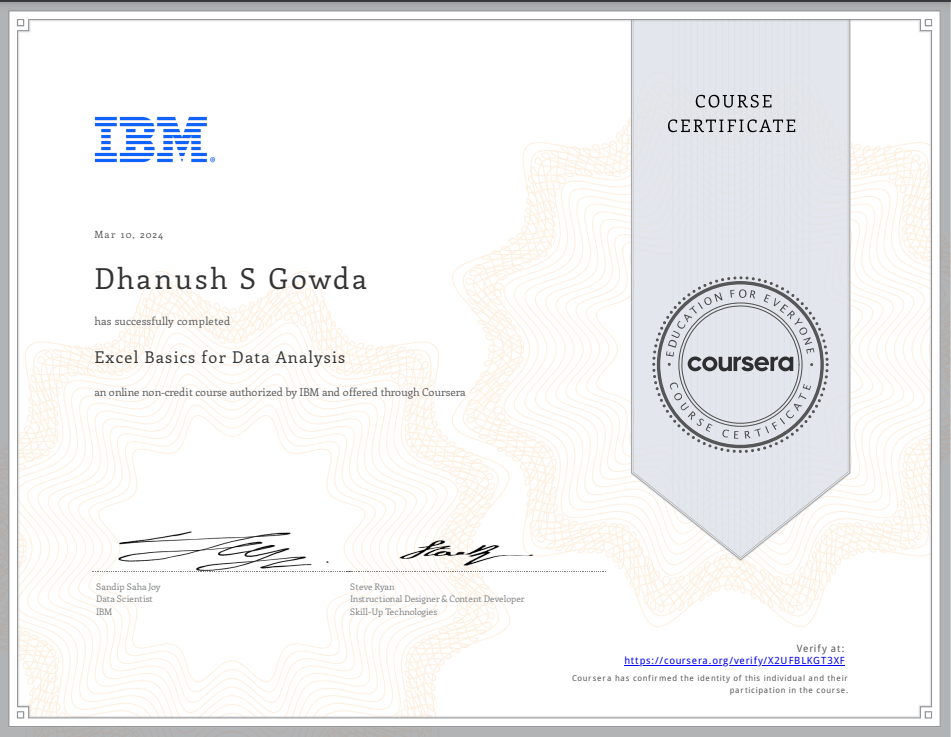 COURSE
CERTIFICATE
IBM®
Mar 10, 2024
Dhanush S Gowda
has successfully completed
Excel Basics for Data Analysis
an online non-credit course authorized by IBM and offered through Coursera
EDUCATION FOR EVERYONE
coursera
COURSE CERTIFICATE
Sandip Saha Joy
Data Scientist
IBM
Steve Ryan
Instructional Designer & Content Developer
Skill-Up Technologies
Verify at:
https://coursera.org/verify/X2UFBLKGT3XF
Coursera has confirmed the identity of this individual and their
participation in the course.